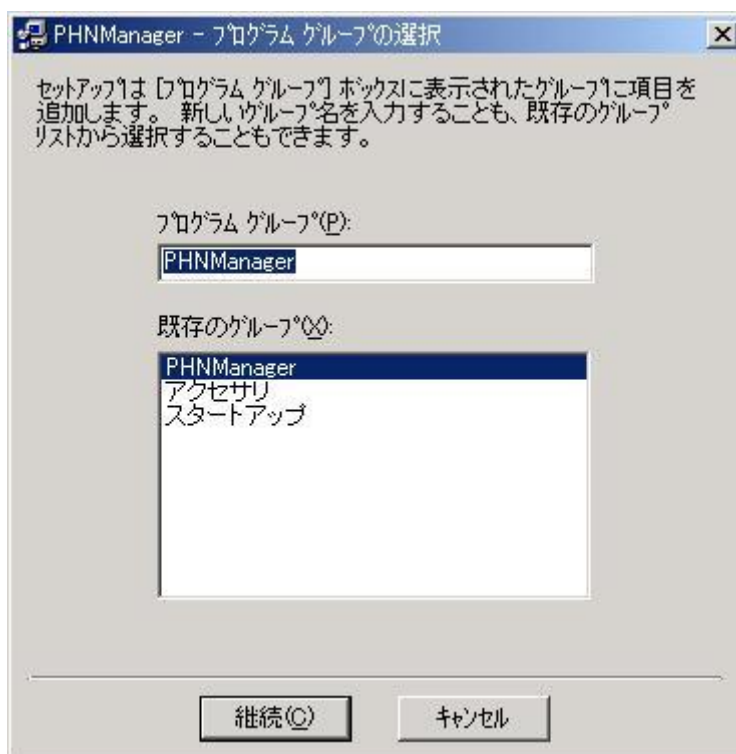 PHNManager - ﾌﾟﾛｸﾞﾗﾑ ｸﾞﾙｰﾌﾟの選択
ｾｯﾄｱｯﾌﾟは [ﾌﾟﾛｸﾞﾗﾑ ｸﾞﾙｰﾌﾟ] ﾎﾞｯｸｽに表示されたｸﾞﾙｰﾌﾟに項目を
追加します。 新しいｸﾞﾙｰﾌﾟ名を入力することも、既存のｸﾞﾙｰﾌﾟ
ﾘｽﾄから選択することもできます。
ﾌﾟﾛｸﾞﾗﾑ ｸﾞﾙｰﾌﾟ(P):
PHNManager
既存のｸﾞﾙｰﾌﾟ(X):
PHNManager
アクセサリ
スタートアップ
継続(C)
ｷｬﾝｾﾙ